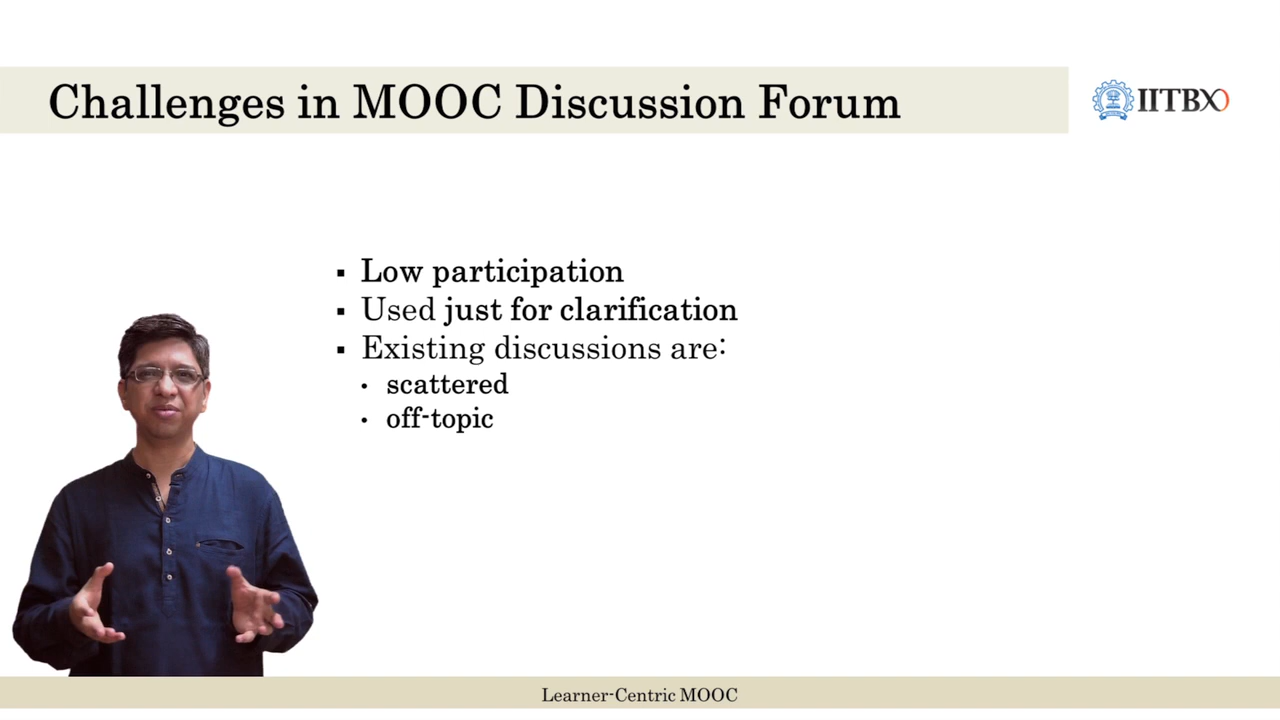 Challenges in MOOC Discussion Forum
IITBX
▪ Low participation
▪ Used just for clarification
▪ Existing discussions are:
• scattered
• off-topic
Learner-Centric MOOC